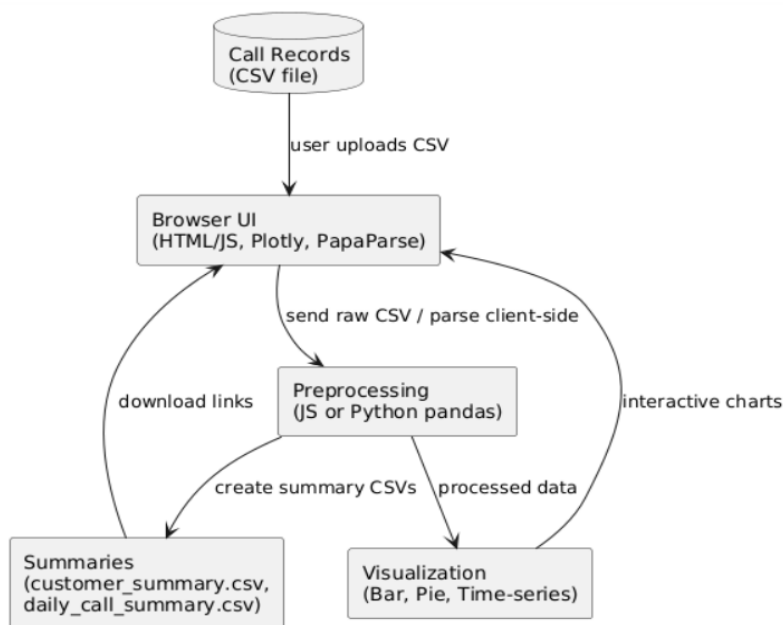 Call Records
(CSV file)
user uploads CSV
Browser UI
(HTML/JS, Plotly, PapaParse)
send raw CSV / parse client-side
Preprocessing
(JS or Python pandas)
download links
interactive charts
create summary CSVs
processed data
Summaries
(customer_summary.csv,
daily_call_summary.csv)
Visualization
(Bar, Pie, Time-series)